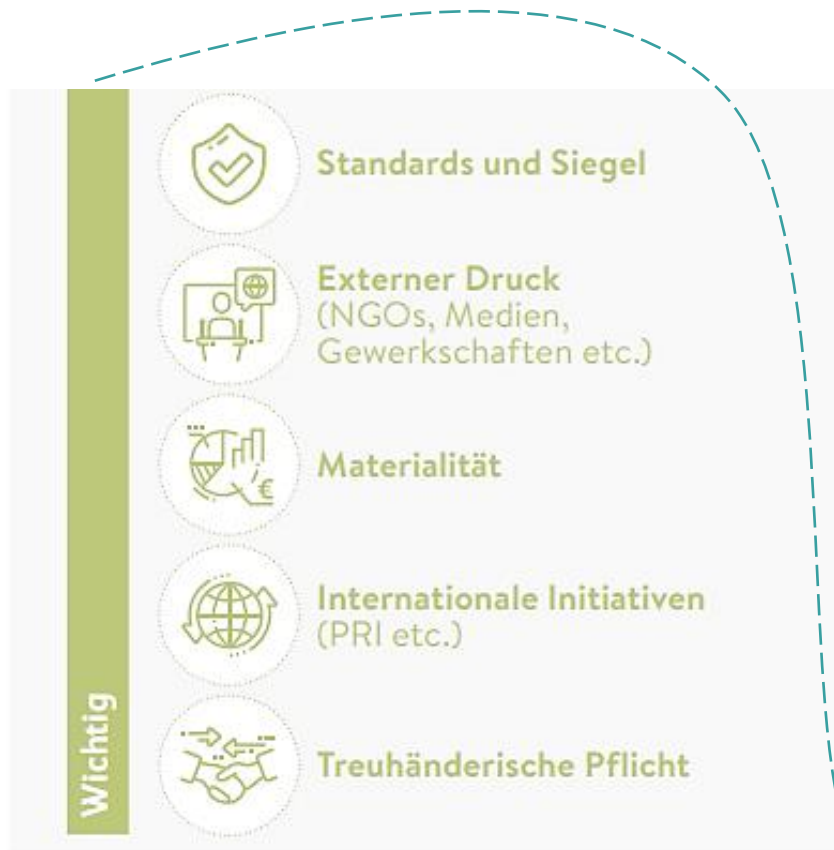 Standards und Siegel
Externer Druck
(NGOs, Medien,
Gewerkschaften etc.)
€
Materialität
Internationale Initiativen
(PRI etc.)
Wichtig
Treuhänderische Pflicht